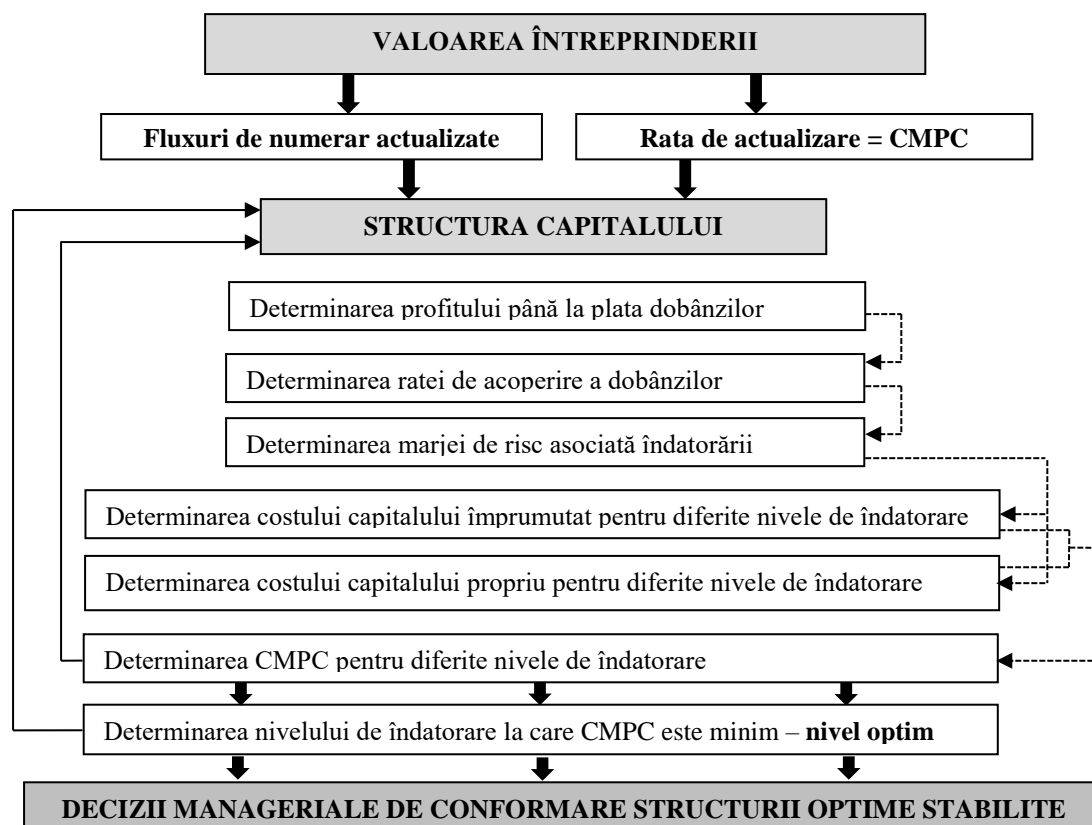 VALOAREA ÎNTREPRINDERII
Fluxuri de numerar actualizate
Rata de actualizare = CMPC
STRUCTURA CAPITALULUI
Determinarea profitului până la plata dobânzilor
Determinarea ratei de acoperire a dobânzilor
Determinarea marjei de risc asociată îndatorării
Determinarea costului capitalului împrumutat pentru diferite nivele de îndatorare
Determinarea costului capitalului propriu pentru diferite nivele de îndatorare
Determinarea CMPC pentru diferite nivele de îndatorare
Determinarea nivelului de îndatorare la care CMPC este minim – nivel optim
DECIZII MANAGERIALE DE CONFORMARE STRUCTURII OPTIME STABILITE